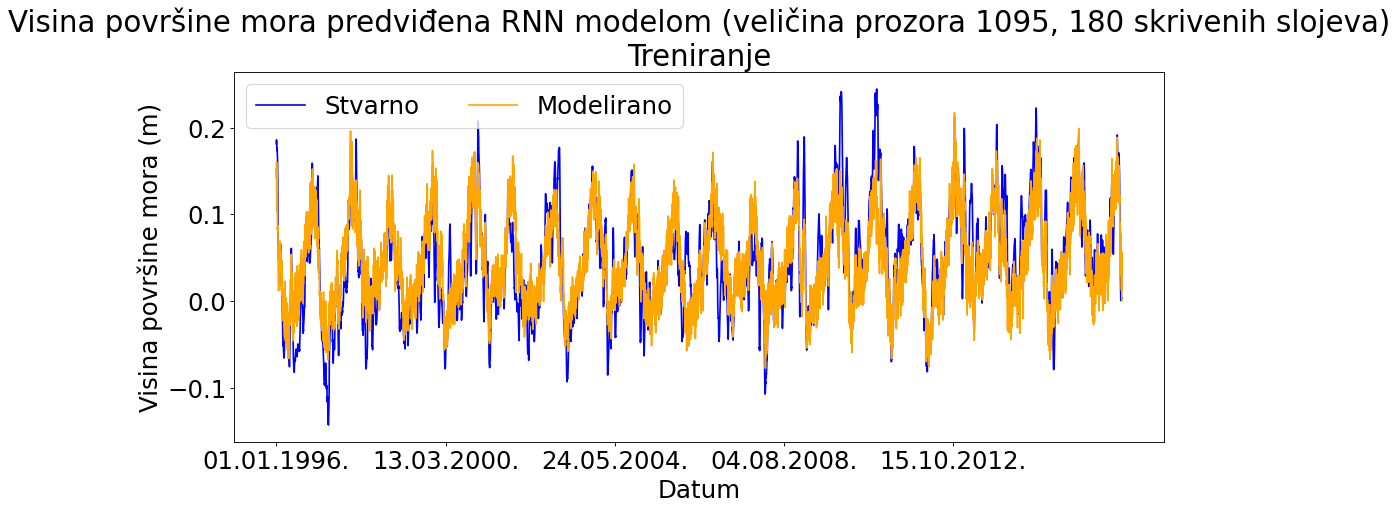 Visina površine mora predviđena RNN modelom (veličina prozora 1095, 180 skrivenih slojeva)
Treniranje
Stvarno Modelirano
Visina površine mora (m)
0.2
0.1
0.0
−0.1
01.01.1996. 13.03.2000. 24.05.2004. 04.08.2008. 15.10.2012.
Datum